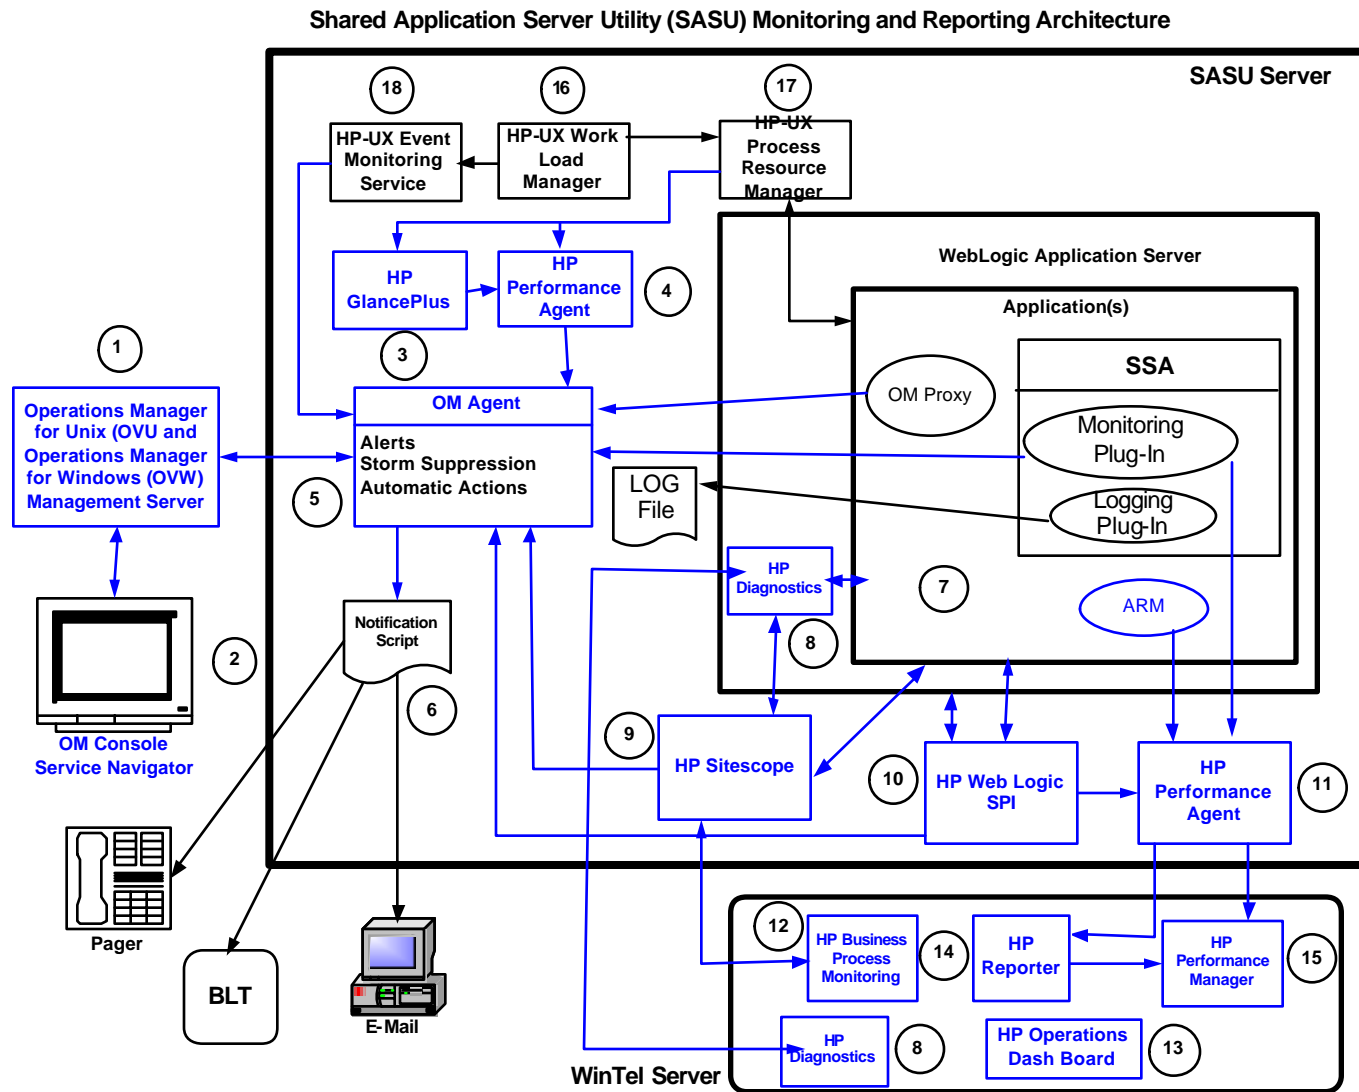 Shared Application Server Utility (SASU) Monitoring and Reporting Architecture
SASU Server
18
16
17
HP-UX Event
Monitoring
Service
HP-UX Work
Load
Manager
HP-UX
Process
Resource
Manager
WebLogic Application Server
HP
GlancePlus
HP
Performance
Agent
4
Application(s)
1
3
SSA
OM Proxy
Operations Manager
for Unix (OVU and
Operations Manager
for Windows (OVW)
Management Server
OM Agent
Alerts
Storm Suppression
Automatic Actions
5
Monitoring
Plug-In
LOG
File
Logging
Plug-In
HP
Diagnostics
7
ARM
8
Notification
Script
2
6
OM Console
Service Navigator
9
HP Sitescope
10
HP Web Logic
SPI
HP
Performance
Agent
11
Pager
12
HP Business
Process
Monitoring
14
HP
Reporter
HP
Performance
Manager
15
BLT
E-Mail
HP
Diagnostics
8
HP Operations
Dash Board
13
WinTel Server